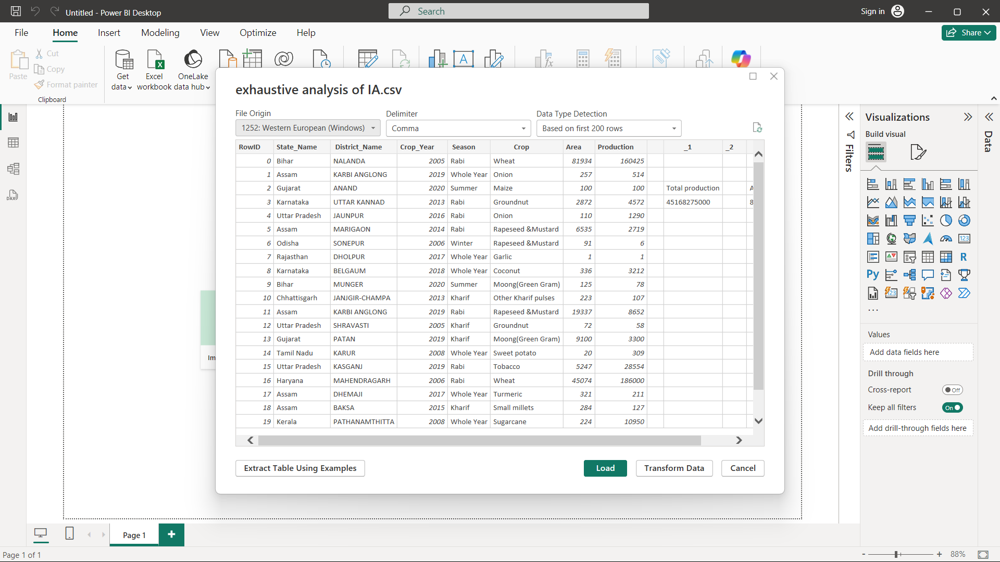 Untitled - Power BI Desktop
Search
Sign in
File Home Insert Modeling View Optimize Help
Share
Paste
Cut
Copy
Format painter
Clipboard
Get data
Excel workbook
OneLake data hub
exhaustive analysis of IA.csv
File Origin
1252: Western European (Windows)
Delimiter
Comma
Data Type Detection
Based on first 200 rows
RowID State_Name District_Name Crop_Year Season Crop Area Production _1 _2
0 Bihar NALANDA 2005 Rabi Wheat 81934 160425
1 Assam KARBI ANGLONG 2019 Whole Year Onion 257 514
2 Gujarat ANAND 2020 Summer Maize 100 100 Total production A
3 Karnataka UTTAR KANNAD 2013 Rabi Groundnut 2872 4572 45168275000 8
4 Uttar Pradesh JAUNPUR 2016 Rabi Onion 110 1290
5 Assam MARIGAON 2014 Rabi Rapeseed &Mustard 6535 2719
6 Odisha SONEPUR 2006 Winter Rapeseed &Mustard 91 6
7 Rajasthan DHOLPUR 2017 Whole Year Garlic 1 1
8 Karnataka BELGAUM 2018 Whole Year Coconut 336 3212
9 Bihar MUNGER 2020 Summer Moong(Green Gram) 125 78
10 Chhattisgarh JANJGIR-CHAMPA 2013 Kharif Other Kharif pulses 223 107
11 Assam KARBI ANGLONG 2019 Rabi Rapeseed &Mustard 19337 8652
12 Uttar Pradesh SHRAVASTI 2005 Kharif Groundnut 72 58
13 Gujarat PATAN 2019 Kharif Moong(Green Gram) 9100 3300
14 Tamil Nadu KARUR 2008 Whole Year Sweet potato 20 309
15 Uttar Pradesh KASGANJ 2019 Rabi Tobacco 5247 28554
16 Haryana MAHENDRAGARH 2006 Rabi Wheat 45074 186000
17 Assam DHEMAJI 2017 Whole Year Turmeric 321 211
18 Assam BAKSA 2015 Kharif Small millets 284 127
19 Kerala PATHANAMTHITTA 2008 Whole Year Sugarcane 224 10950
Extract Table Using Examples
Load
Transform Data
Cancel
Im
Filters
Visualizations
Build visual
123
R
Py
123
...
Values
Add data fields here
Drill through
Cross-report
Off
Keep all filters
On
Add drill-through fields here
Data
DAX
Page 1
+
Page 1 of 1
- + 88%